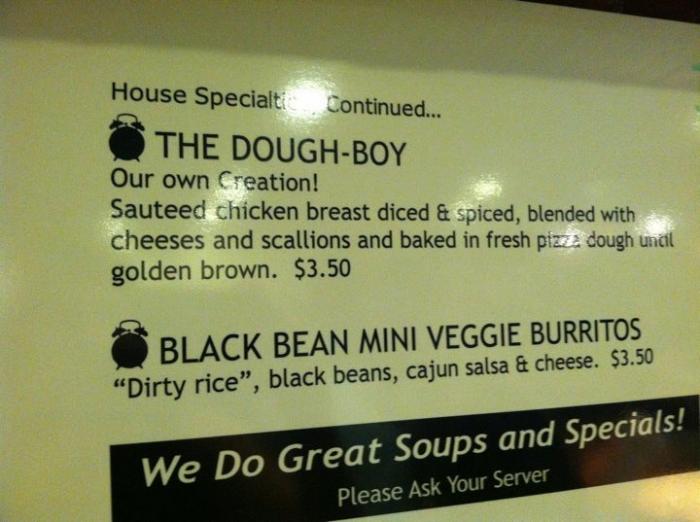 House Specialties, Continued...
THE DOUGH-BOY
Our own Creation!
Sauteed chicken breast diced & spiced, blended with
cheeses and scallions and baked in fresh pizza dough until
golden brown. $3.50
BLACK BEAN MINI VEGGIE BURRITOS
“Dirty rice”, black beans, cajun salsa & cheese. $3.50
We Do Great Soups and Specials!
Please Ask Your Server